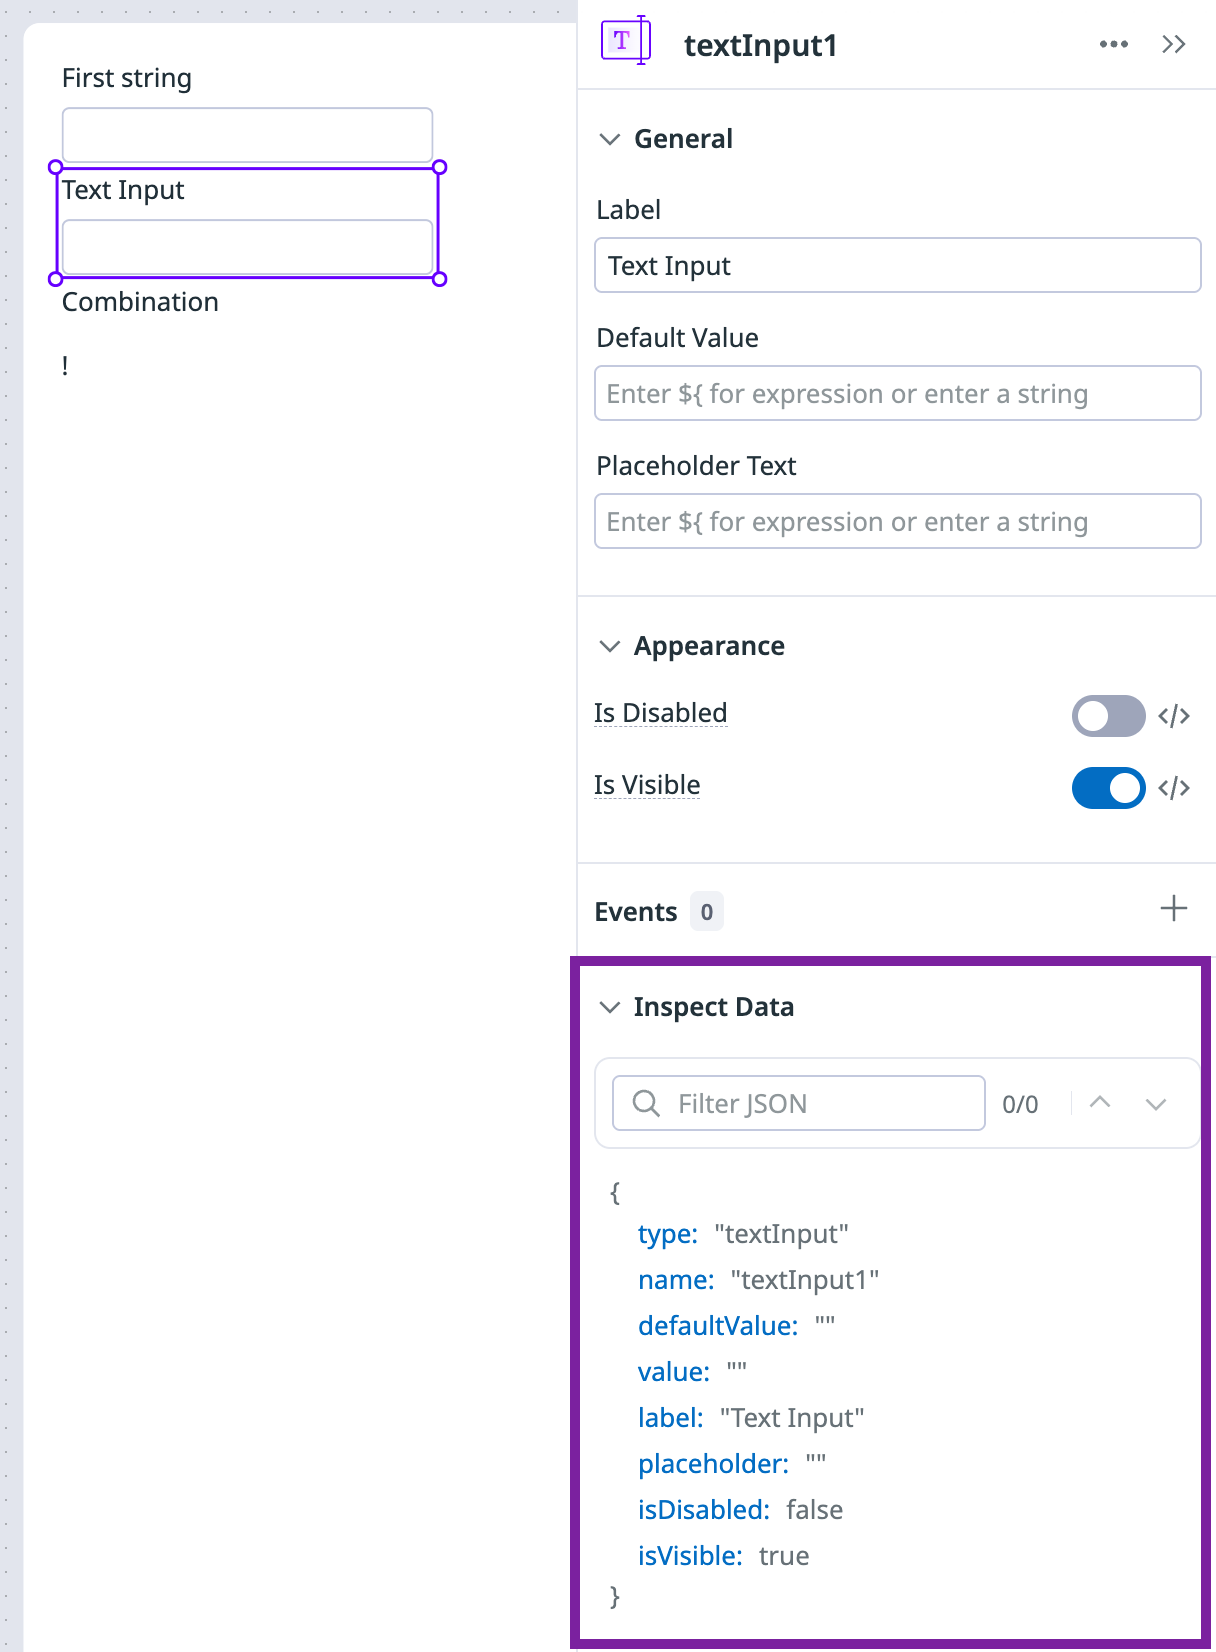 First string
Text Input
Combination
!
T
textInput1
General
Label
Text Input
Default Value
Enter ${ for expression or enter a string
Placeholder Text
Enter ${ for expression or enter a string
Appearance
Is Disabled
</>
Is Visible
</>
Events 0
Inspect Data
Filter JSON 0/0
{
type: "textInput"
name: "textInput1"
defaultValue: ""
value: ""
label: "Text Input"
placeholder: ""
isDisabled: false
isVisible: true
}